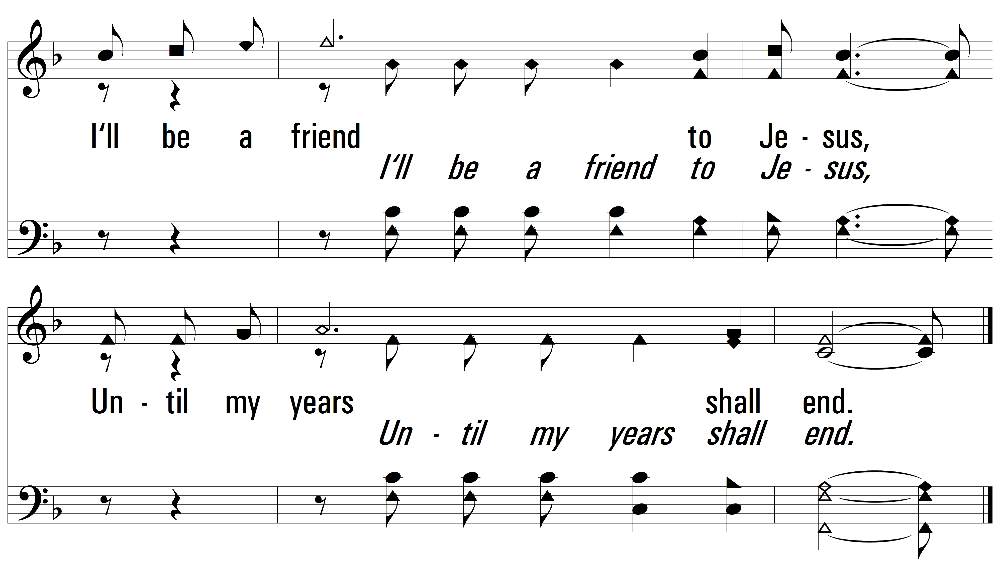 I‘ll be a friend to Je - sus,
I‘ll be a friend to Je - sus,
Un - til my years shall end.
Un - til my years shall end.